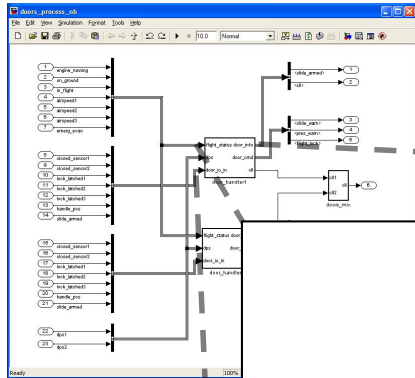 doors_process_nb
File Edit View Simulation Format Tools Help
10.0 Normal
1 engine_running
2 on_ground
3 in_flight
4 airspeed1
5 airspeed2
6 airspeed3
7 emerg_evac
8 closed_sensor1
9 closed_sensor2
10 lock_latched1
11 lock_latched2
12 lock_latched3
13 handle_pos
14 slide_armed
15 closed_sensor1
16 closed_sensor2
17 lock_latched1
18 lock_latched2
19 lock_latched3
20 handle_pos
21 slide_armed
22 dps1
23 dps2
flight_status door_info
dps door_cmd
door_io_in cll
door_handler1
flight_status door
dps door
door_io_in
door_handler
<slide_armed> 1
<cll> 2
<slide_warn> 3
<pres_warn> 4
<flight_lock> 5
cll1
cll2 cll 6
doors_mix
Ready 100%